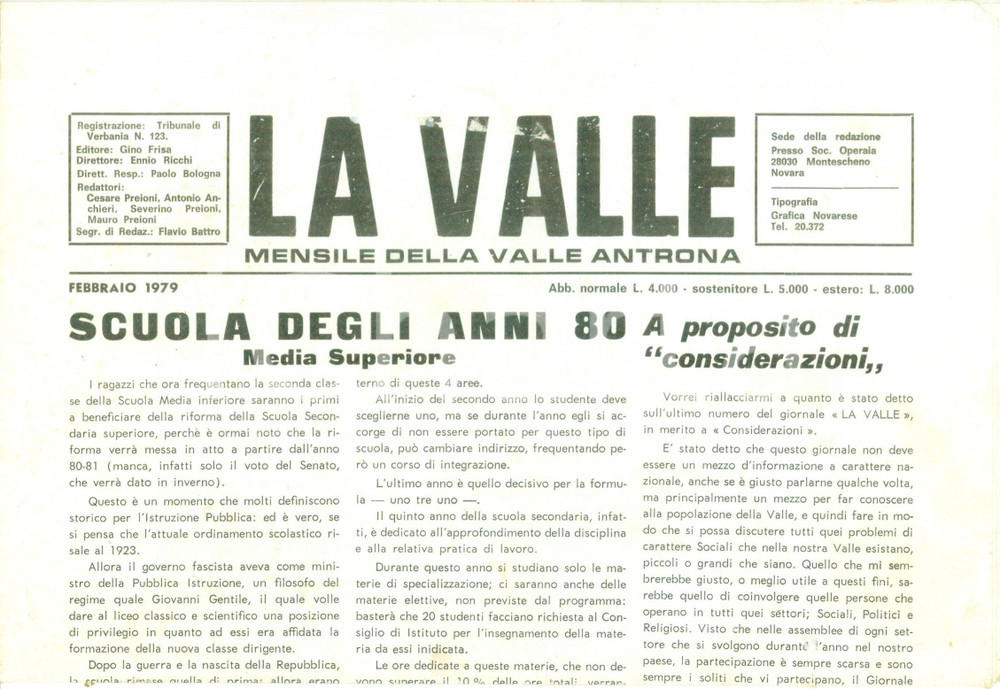 Registrazione: Tribunale di
Verbania N. 123.
Editore: Gino Frisa
Direttore: Ennio Ricchi
Dirett. Resp.: Paolo Bologna
Redattori:
Cesare Preioni, Antonio An-
chieri, Severino Preioni,
Mauro Preioni
Segr. di Redaz.: Flavio Battro
LA VALLE
MENSILE DELLA VALLE ANTRONA
Sede della redazione
Presso Soc. Operaia
28030 Montescheno
Novara
Tipografia
Grafica Novarese
Tel. 20.372
FEBBRAIO 1979
Abb. normale L. 4.000 - sostenitore L. 5.000 - estero: L. 8.000
SCUOLA DEGLI ANNI 80
Media Superiore
I ragazzi che ora frequentano la seconda clas-
se della Scuola Media inferiore saranno i primi
a beneficiare della riforma della Scuola Secon-
daria superiore, perchè è ormai noto che la ri-
forma verrà messa in atto a partire dall'anno
80-81 (manca, infatti solo il voto del Senato,
che verrà dato in inverno).
Questo è un momento che molti definiscono
storico per l'Istruzione Pubblica: ed è vero, se
si pensa che l'attuale ordinamento scolastico ri-
sale al 1923.
Allora il governo fascista aveva come mini-
stro della Pubblica Istruzione, un filosofo del
regime quale Giovanni Gentile, il quale volle
dare al liceo classico e scientifico una posizione
di privilegio in quanto ad essi era affidata la
formazione della nuova classe dirigente.
Dopo la guerra e la nascita della Repubblica,
la scuola rimase quella di prima: allora erano
terno di queste 4 aree.
All'inizio del secondo anno lo studente deve
sceglierne uno, ma se durante l'anno egli si ac-
corge di non essere portato per questo tipo di
scuola, può cambiare indirizzo, frequentando pe-
rò un corso di integrazione.
L'ultimo anno è quello decisivo per la formu-
la — uno tre uno —.
Il quinto anno della scuola secondaria, infat-
ti, è dedicato all'approfondimento della disciplina
e alla relativa pratica di lavoro.
Durante questo anno si studiano solo le ma-
terie di specializzazione; ci saranno anche delle
materie elettive, non previste dal programma:
basterà che 20 studenti facciano richiesta al Con-
siglio di Istituto per l'insegnamento della mate-
ria da essi inidicata.
Le ore dedicate a queste materie, che non de-
vono superare il 10 % delle ore totali, verran-
A proposito di
“considerazioni„
Vorrei riallacciarmi a quanto è stato detto
sull'ultimo numero del giornale « LA VALLE »,
in merito a « Considerazioni ».
E' stato detto che questo giornale non deve
essere un mezzo d'informazione a carattere na-
zionale, anche se è giusto parlarne qualche volta,
ma principalmente un mezzo per far conoscere
alla popolazione della Valle, e quindi fare in mo-
do che si possa discutere tutti quei problemi di
carattere Sociali che nella nostra Valle esistano,
piccoli o grandi che siano. Quello che mi sem-
brerebbe giusto, o meglio utile a questi fini, sa-
rebbe quello di coinvolgere quelle persone che
operano in tutti quei séttori; Sociali, Politici e
Religiosi. Visto che nelle assemblee di ogni set-
tore che si svolgono durante l'anno nel nostro
paese, la partecipazione è sempre scarsa e sono
sempre i soliti che vi partecipano, il Giornale